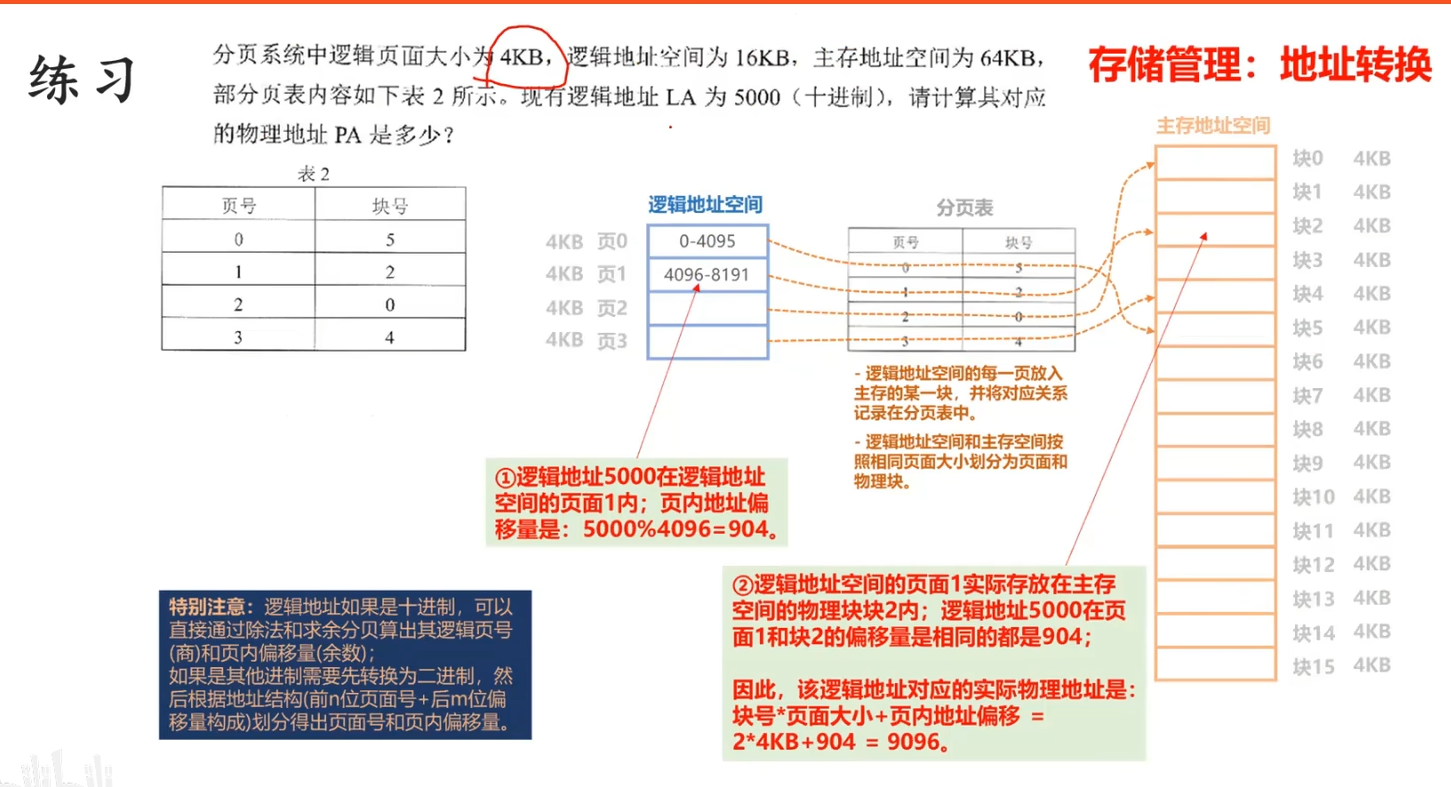 练习
分页系统中逻辑页面大小为 4KB，逻辑地址空间为 16KB，主存地址空间为 64KB，
部分页表内容如下表 2 所示。现有逻辑地址 LA 为 5000（十进制），请计算其对应
的物理地址 PA 是多少？
存储管理：地址转换
表 2
页号 块号
0 5
1 2
2 0
3 4
逻辑地址空间
4KB 页0 0-4095
4KB 页1 4096-8191
4KB 页2
4KB 页3
分页表
页号 块号
0 5
1 2
2 0
3 4
- 逻辑地址空间的每一页放入
主存的某一块，并将对应关系
记录在分页表中。
- 逻辑地址空间和主存空间按
照相同页面大小划分为页面和
物理块。
主存地址空间
块0 4KB
块1 4KB
块2 4KB
块3 4KB
块4 4KB
块5 4KB
块6 4KB
块7 4KB
块8 4KB
块9 4KB
块10 4KB
块11 4KB
块12 4KB
块13 4KB
块14 4KB
块15 4KB
①逻辑地址5000在逻辑地址
空间的页面1内；页内地址偏
移量是：5000%4096=904。
②逻辑地址空间的页面1实际存放在主存
空间的物理块块2内；逻辑地址5000在页
面1和块2的偏移量是相同的都是904；
因此，该逻辑地址对应的实际物理地址是：
块号*页面大小+页内地址偏移 =
2*4KB+904 = 9096。
特别注意：逻辑地址如果是十进制，可以
直接通过除法和求余分贝算出其逻辑页号
(商)和页内偏移量(余数)；
如果是其他进制需要先转换为二进制，然
后根据地址结构(前n位页面号+后m位偏
移量构成)划分得出页面号和页内偏移量。